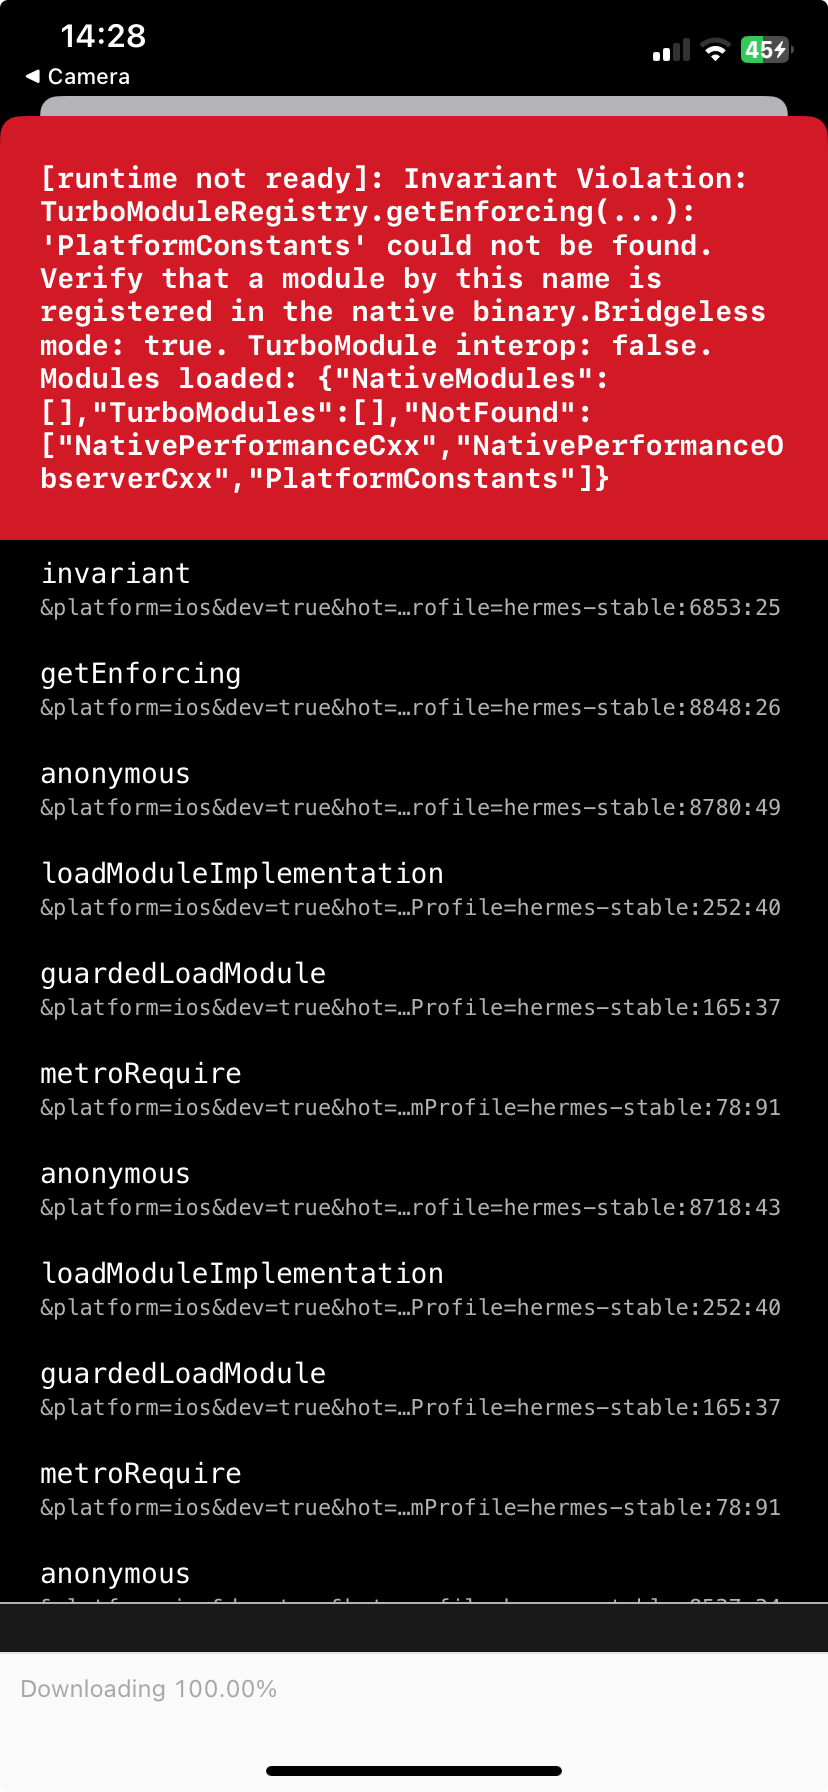 14:28
45
◀ Camera
[runtime not ready]: Invariant Violation:
TurboModuleRegistry.getEnforcing(...):
'PlatformConstants' could not be found.
Verify that a module by this name is
registered in the native binary.Bridgeless
mode: true. TurboModule interop: false.
Modules loaded: {"NativeModules":
[],"TurboModules":[],"NotFound":
["NativePerformanceCxx","NativePerformanceO
bserverCxx","PlatformConstants"]}
invariant
&platform=ios&dev=true&hot=…rofile=hermes-stable:6853:25
getEnforcing
&platform=ios&dev=true&hot=…rofile=hermes-stable:8848:26
anonymous
&platform=ios&dev=true&hot=…rofile=hermes-stable:8780:49
loadModuleImplementation
&platform=ios&dev=true&hot=…Profile=hermes-stable:252:40
guardedLoadModule
&platform=ios&dev=true&hot=…Profile=hermes-stable:165:37
metroRequire
&platform=ios&dev=true&hot=…mProfile=hermes-stable:78:91
anonymous
&platform=ios&dev=true&hot=…rofile=hermes-stable:8718:43
loadModuleImplementation
&platform=ios&dev=true&hot=…Profile=hermes-stable:252:40
guardedLoadModule
&platform=ios&dev=true&hot=…Profile=hermes-stable:165:37
metroRequire
&platform=ios&dev=true&hot=…mProfile=hermes-stable:78:91
anonymous
Downloading 100.00%